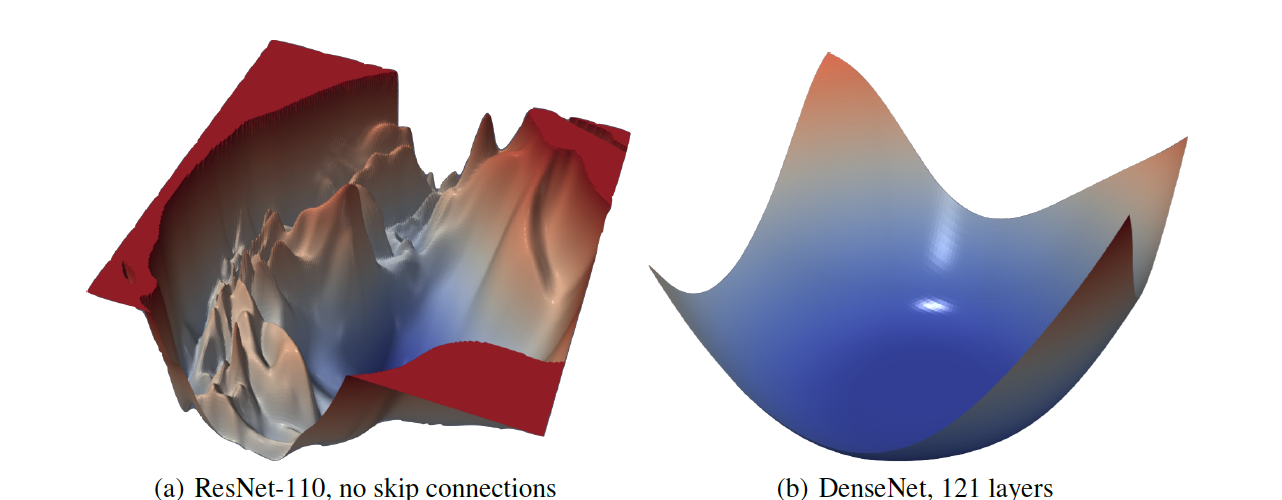 (a) ResNet-110, no skip connections
(b) DenseNet, 121 layers